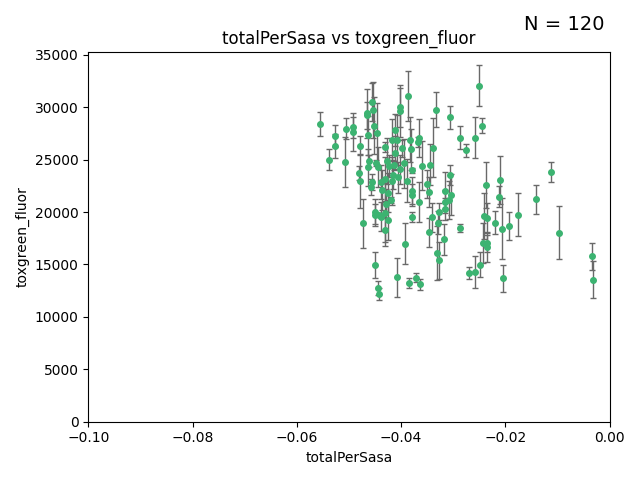 N = 120
totalPerSasa vs toxgreen_fluor
toxgreen_fluor
35000
30000
25000
20000
15000
10000
5000
0
−0.10 −0.08 −0.06 −0.04 −0.02 0.00
totalPerSasa